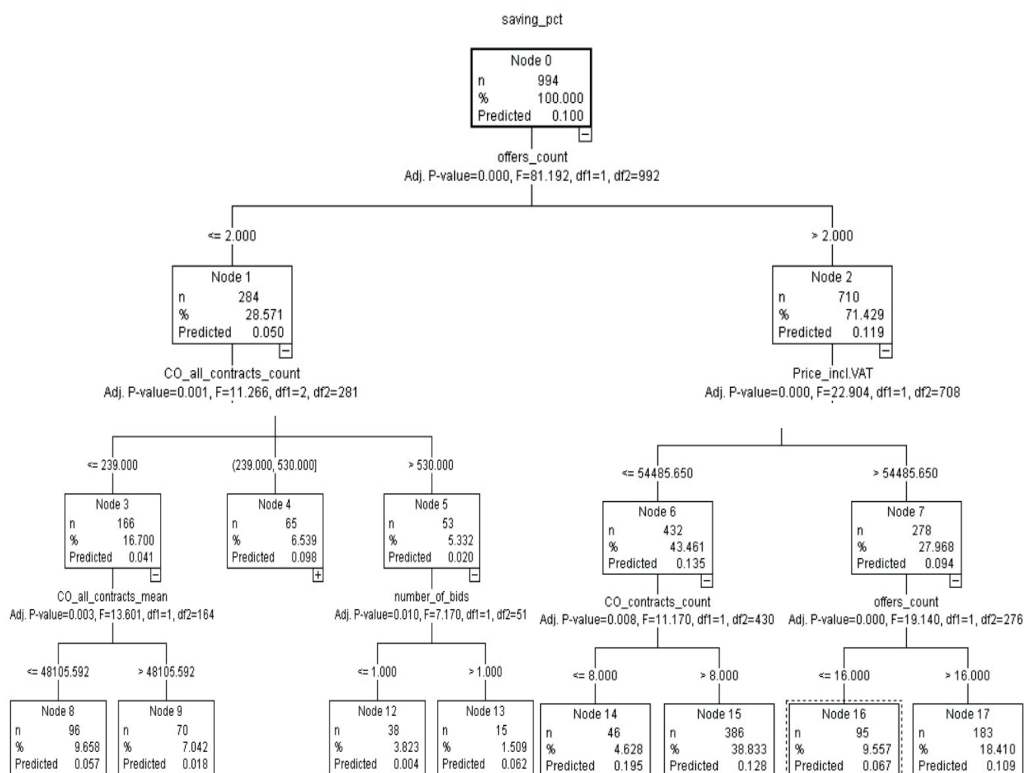 saving_pct
Node 0
n 994
% 100.000
Predicted 0.100
offers_count
Adj. P-value=0.000, F=81.192, df1=1, df2=992
<= 2.000
> 2.000
Node 1
n 284
% 28.571
Predicted 0.050
Node 2
n 710
% 71.429
Predicted 0.119
CO_all_contracts_count
Adj. P-value=0.001, F=11.266, df1=2, df2=281
Price_incl.VAT
Adj. P-value=0.000, F=22.904, df1=1, df2=708
<= 239.000
(239.000, 530.000]
> 530.000
<= 54485.650
> 54485.650
Node 3
n 166
% 16.700
Predicted 0.041
Node 4
n 65
% 6.539
Predicted 0.098
Node 5
n 53
% 5.332
Predicted 0.020
Node 6
n 432
% 43.461
Predicted 0.135
Node 7
n 278
% 27.968
Predicted 0.094
CO_all_contracts_mean
Adj. P-value=0.003, F=13.601, df1=1, df2=164
number_of_bids
Adj. P-value=0.010, F=7.170, df1=1, df2=51
CO_contracts_count
Adj. P-value=0.008, F=11.170, df1=1, df2=430
offers_count
Adj. P-value=0.000, F=19.140, df1=1, df2=276
<= 48105.592
> 48105.592
<= 1.000
> 1.000
<= 8.000
> 8.000
<= 16.000
> 16.000
Node 8
n 96
% 9.658
Predicted 0.057
Node 9
n 70
% 7.042
Predicted 0.018
Node 12
n 38
% 3.823
Predicted 0.004
Node 13
n 15
% 1.509
Predicted 0.062
Node 14
n 46
% 4.628
Predicted 0.195
Node 15
n 386
% 38.833
Predicted 0.128
Node 16
n 95
% 9.557
Predicted 0.067
Node 17
n 183
% 18.410
Predicted 0.109